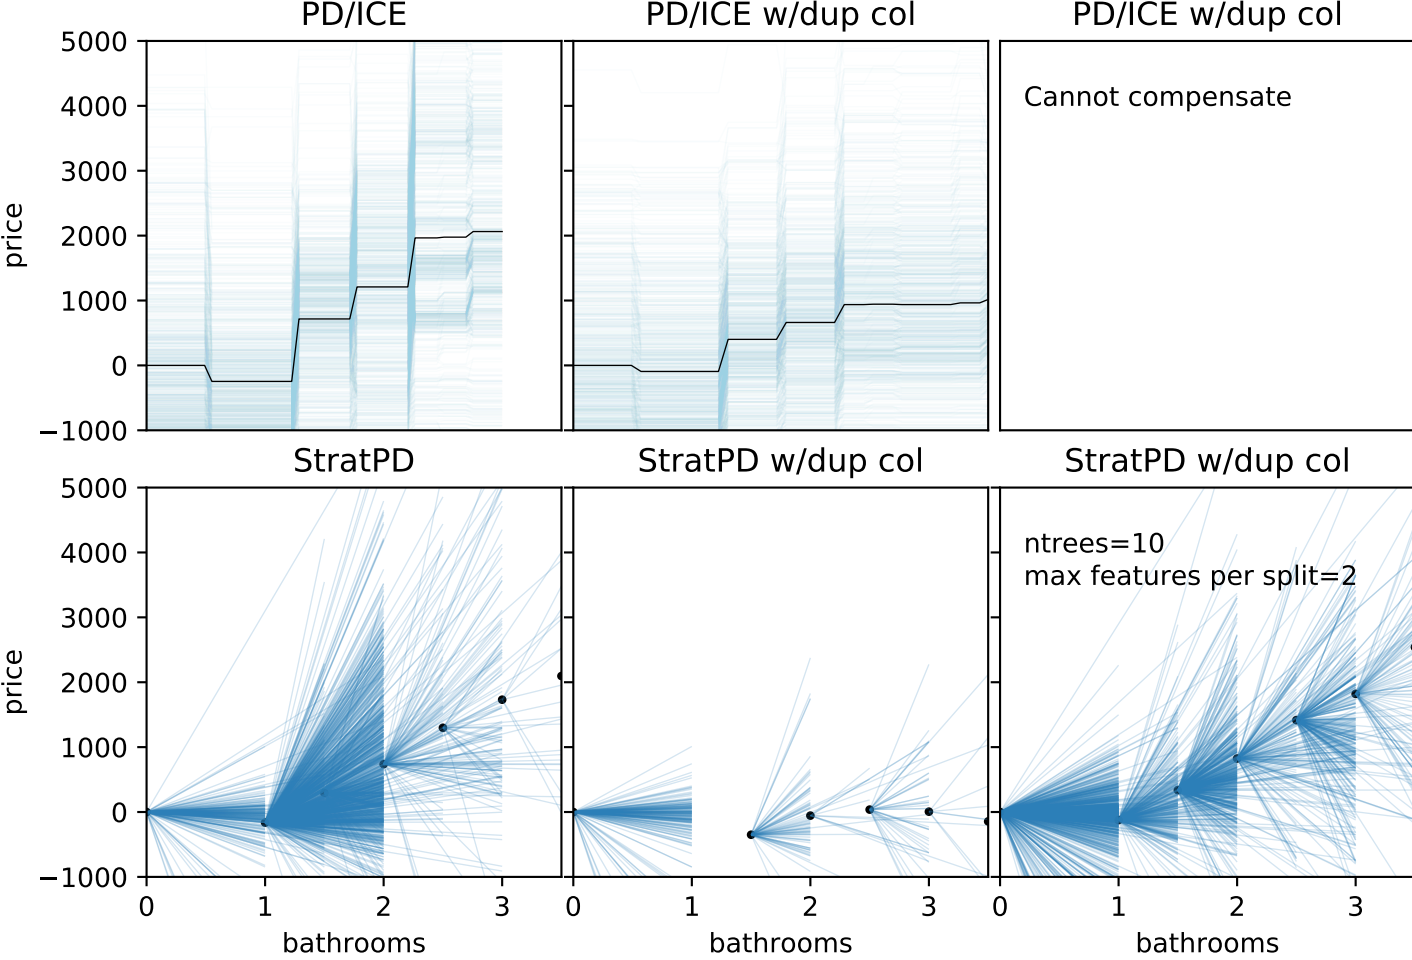 PD/ICE
PD/ICE w/dup col
PD/ICE w/dup col
5000
4000
3000
2000
1000
0
−1000
price
Cannot compensate
StratPD
StratPD w/dup col
StratPD w/dup col
5000
4000
3000
2000
1000
0
−1000
price
ntrees=10
max features per split=2
0 1 2 3
0 1 2 3
0 1 2 3
bathrooms
bathrooms
bathrooms